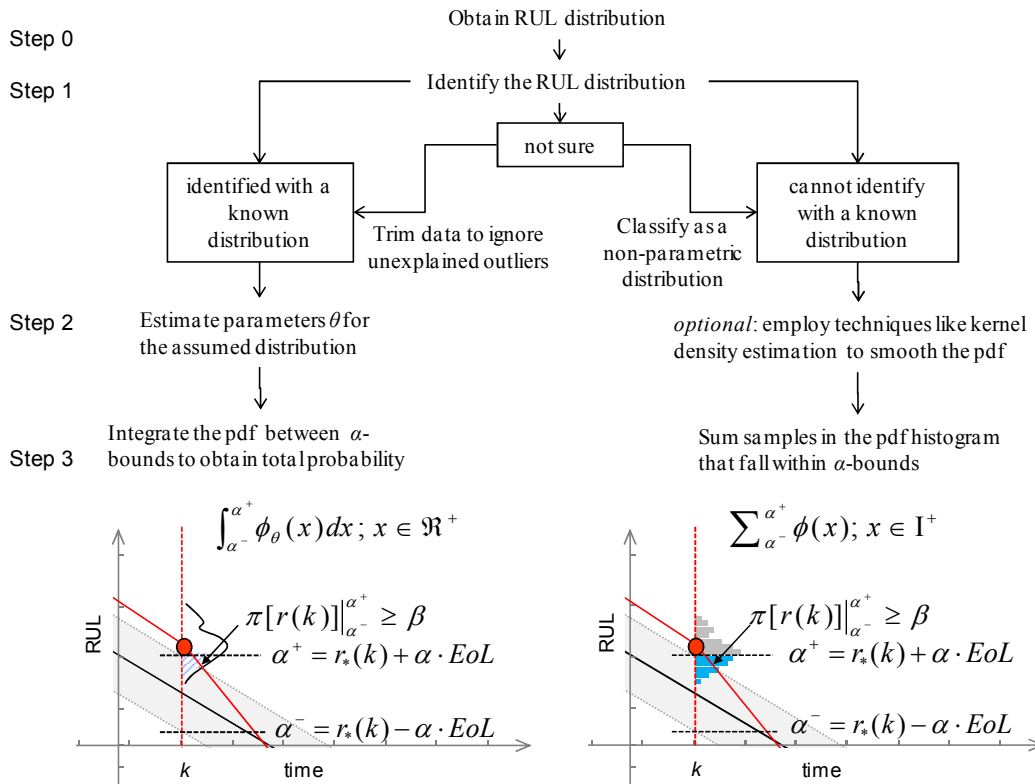 Obtain RUL distribution
Step 0
Step 1
Identify the RUL distribution
not sure
identified with a
known
distribution
cannot identify
with a known
distribution
Trim data to ignore
unexplained outliers
Classify as a
non-parametric
distribution
Step 2
Estimate parameters θ for
the assumed distribution
optional: employ techniques like kernel
density estimation to smooth the pdf
Step 3
Integrate the pdf between α-
bounds to obtain total probability
Sum samples in the pdf histogram
that fall within α-bounds
∫_{α⁻}^{α⁺} ϕ_θ(x)dx; x ∈ ℜ⁺
RUL
π[r(k)]|_{α⁻}^{α⁺} ≥ β
α⁺ = r_*(k) + α · EoL
α⁻ = r_*(k) − α · EoL
k
time
∑_{α⁻}^{α⁺} ϕ(x); x ∈ I⁺
RUL
π[r(k)]|_{α⁻}^{α⁺} ≥ β
α⁺ = r_*(k) + α · EoL
α⁻ = r_*(k) − α · EoL
k
time